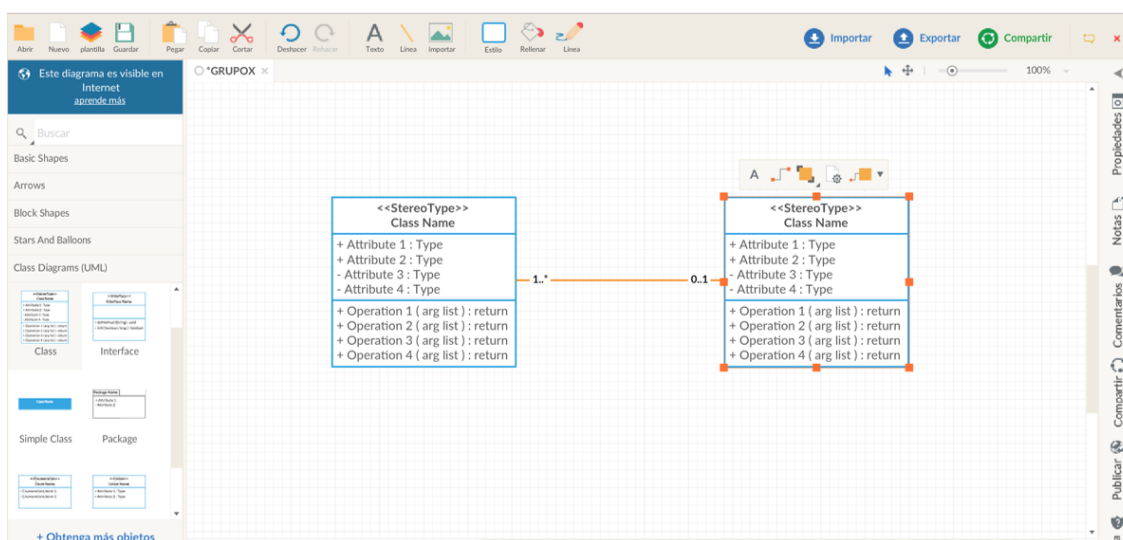 Abrir Nuevo plantilla Guardar Pegar Copiar Cortar Deshacer Rehacer Texto Línea importar Estilo Rellenar Línea Importar Exportar Compartir
Este diagrama es visible en
Internet
aprende más
*GRUPOX
100%
Buscar
Basic Shapes
Arrows
Block Shapes
Stars And Balloons
Class Diagrams (UML)
Class
Interface
Simple Class
Package
+ Obtenga más objetos
<<StereoType>>
Class Name
+ Attribute 1 : Type
+ Attribute 2 : Type
- Attribute 3 : Type
- Attribute 4 : Type
+ Operation 1 ( arg list ) : return
+ Operation 2 ( arg list ) : return
+ Operation 3 ( arg list ) : return
+ Operation 4 ( arg list ) : return
1..*
0..1
A
<<StereoType>>
Class Name
+ Attribute 1 : Type
+ Attribute 2 : Type
- Attribute 3 : Type
- Attribute 4 : Type
+ Operation 1 ( arg list ) : return
+ Operation 2 ( arg list ) : return
+ Operation 3 ( arg list ) : return
+ Operation 4 ( arg list ) : return
Propiedades
Notas
Comentarios
Compartir
Publicar